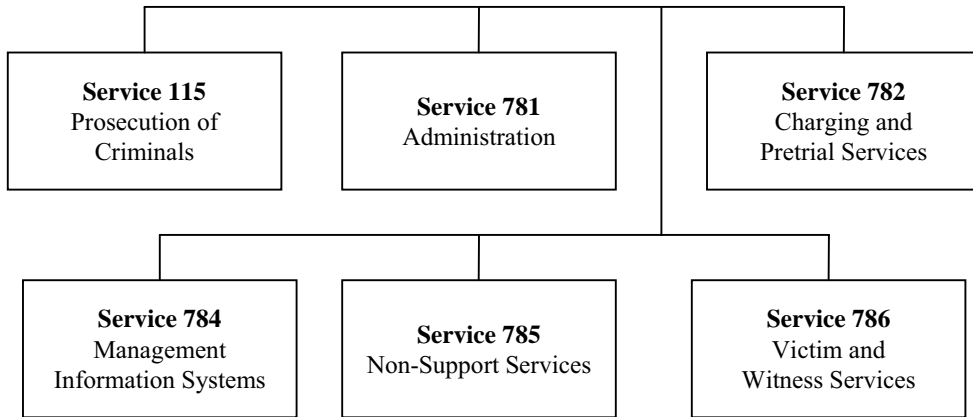 Service 115
Prosecution of
Criminals
Service 781
Administration
Service 782
Charging and
Pretrial Services
Service 784
Management
Information Systems
Service 785
Non-Support Services
Service 786
Victim and
Witness Services